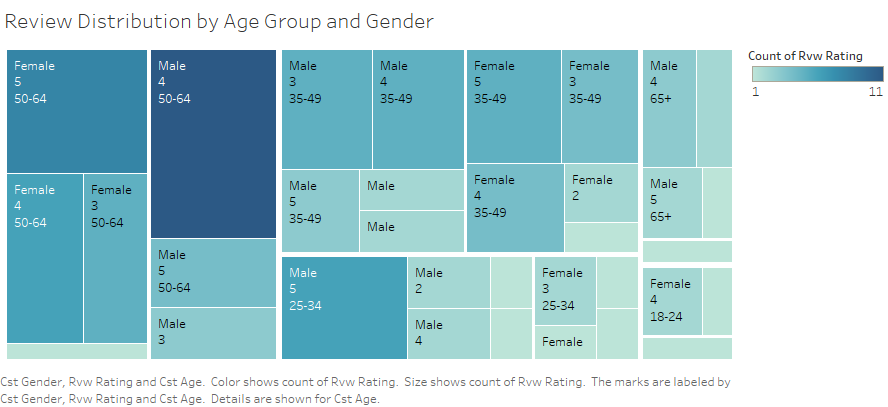 Review Distribution by Age Group and Gender
Count of Rvw Rating
1 11
Female
5
50-64
Male
4
50-64
Male
3
35-49
Male
4
35-49
Female
5
35-49
Female
3
35-49
Male
4
65+
Female
4
50-64
Female
3
50-64
Male
5
35-49
Male
Male
Female
4
35-49
Female
2
Male
5
65+
Male
5
50-64
Male
3
Male
5
25-34
Male
2
Male
4
Female
3
25-34
Female
Female
4
18-24
Cst Gender, Rvw Rating and Cst Age.  Color shows count of Rvw Rating.  Size shows count of Rvw Rating.  The marks are labeled by
Cst Gender, Rvw Rating and Cst Age.  Details are shown for Cst Age.